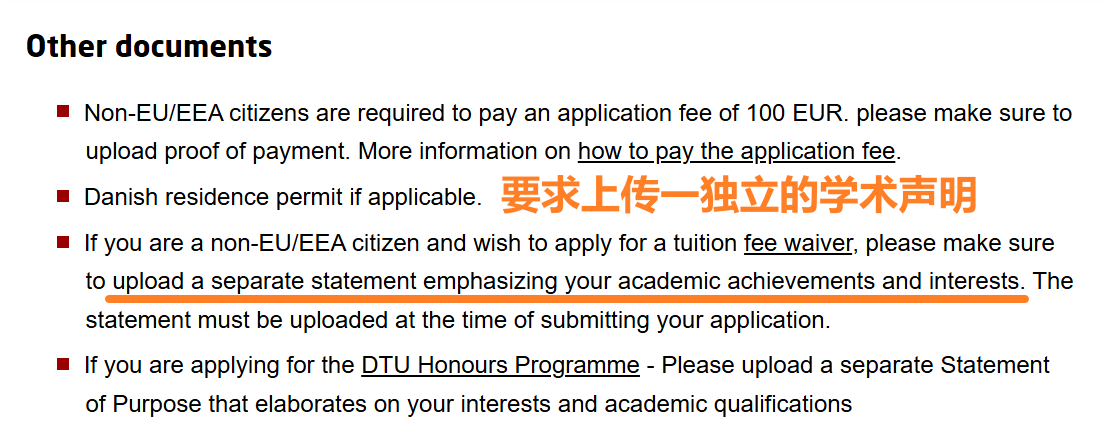 Other documents
Non-EU/EEA citizens are required to pay an application fee of 100 EUR. please make sure to
upload proof of payment. More information on how to pay the application fee.
Danish residence permit if applicable. 要求上传一独立的学术声明
If you are a non-EU/EEA citizen and wish to apply for a tuition fee waiver, please make sure
to upload a separate statement emphasizing your academic achievements and interests. The
statement must be uploaded at the time of submitting your application.
If you are applying for the DTU Honours Programme - Please upload a separate Statement
of Purpose that elaborates on your interests and academic qualifications